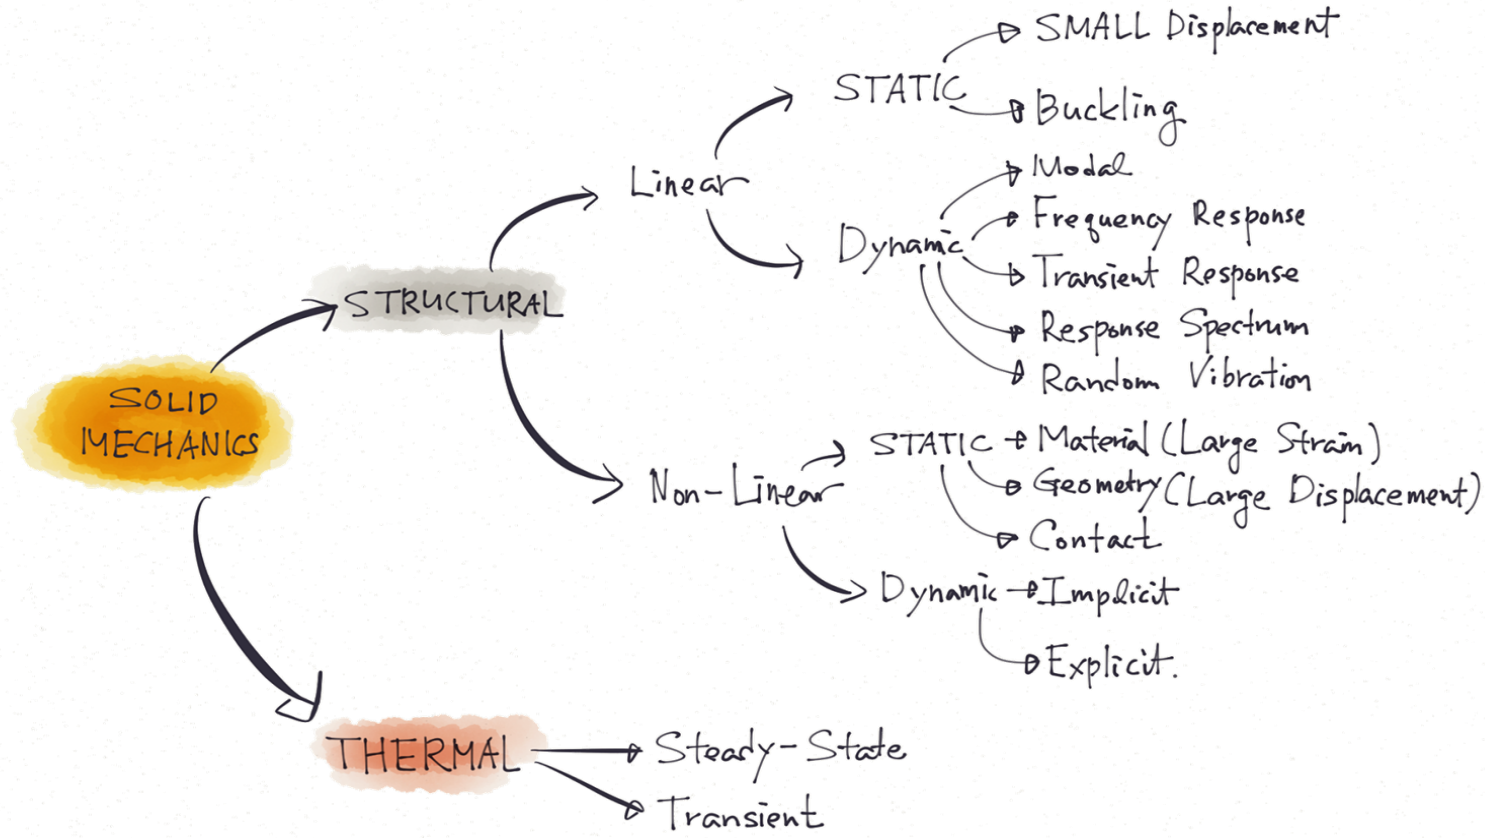 SMALL Displacement
STATIC
Buckling
Linear
Modal
Frequency Response
Dynamic
Transient Response
Response Spectrum
Random Vibration
STRUCTURAL
SOLID
MECHANICS
STATIC
Material (Large Strain)
Geometry (Large Displacement)
Non-Linear
Contact
Dynamic
Implicit
Explicit.
THERMAL
Steady-State
Transient